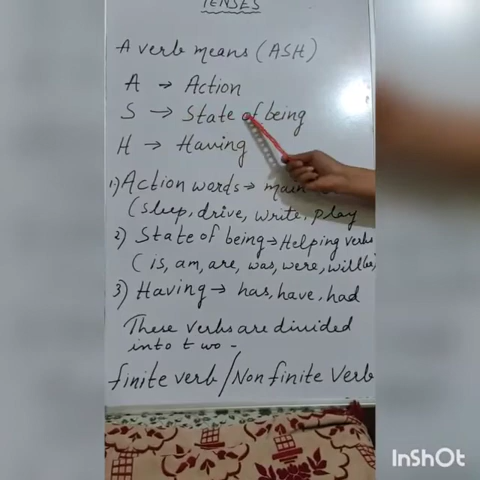 TENSES
A verb means (ASH)
A → Action
S → State of being
H → Having
1) Action words → main
(sleep, drive, write, play
2) State of being → Helping verbs
(is, am, are, was, were, will be)
3) Having → has, have, had
These verbs are divided
into two -
finite verb / Non finite Verb
InShOt